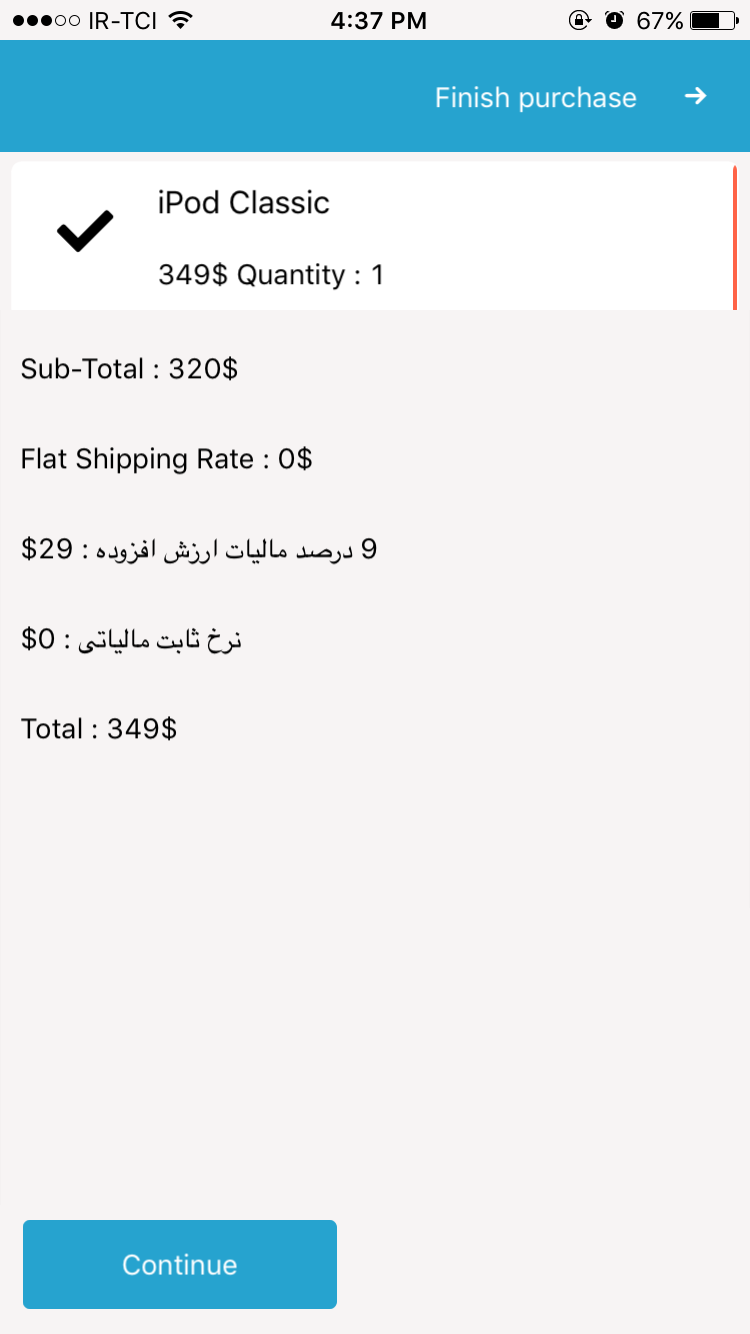 IR-TCI 4:37 PM 67%
Finish purchase
iPod Classic
349$ Quantity : 1
Sub-Total : 320$
Flat Shipping Rate : 0$
9 درصد مالیات ارزش افزوده : 29$
نرخ ثابت مالیاتی : 0$
Total : 349$
Continue